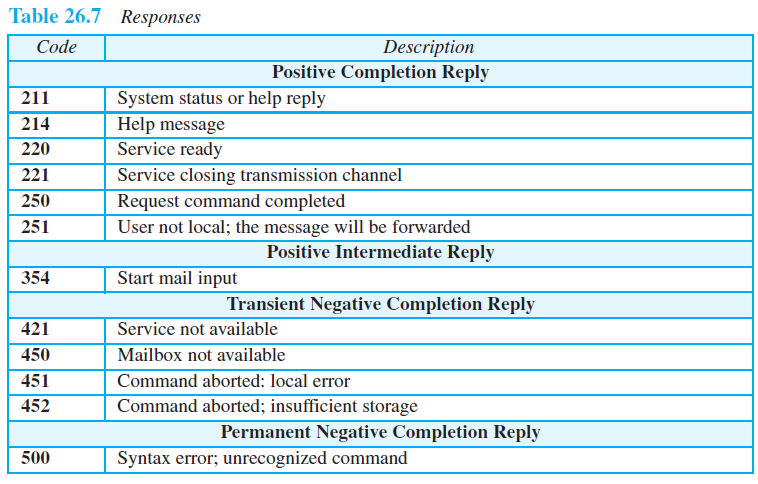 Table 26.7 Responses
Code Description
Positive Completion Reply
211 System status or help reply
214 Help message
220 Service ready
221 Service closing transmission channel
250 Request command completed
251 User not local; the message will be forwarded
Positive Intermediate Reply
354 Start mail input
Transient Negative Completion Reply
421 Service not available
450 Mailbox not available
451 Command aborted: local error
452 Command aborted; insufficient storage
Permanent Negative Completion Reply
500 Syntax error; unrecognized command